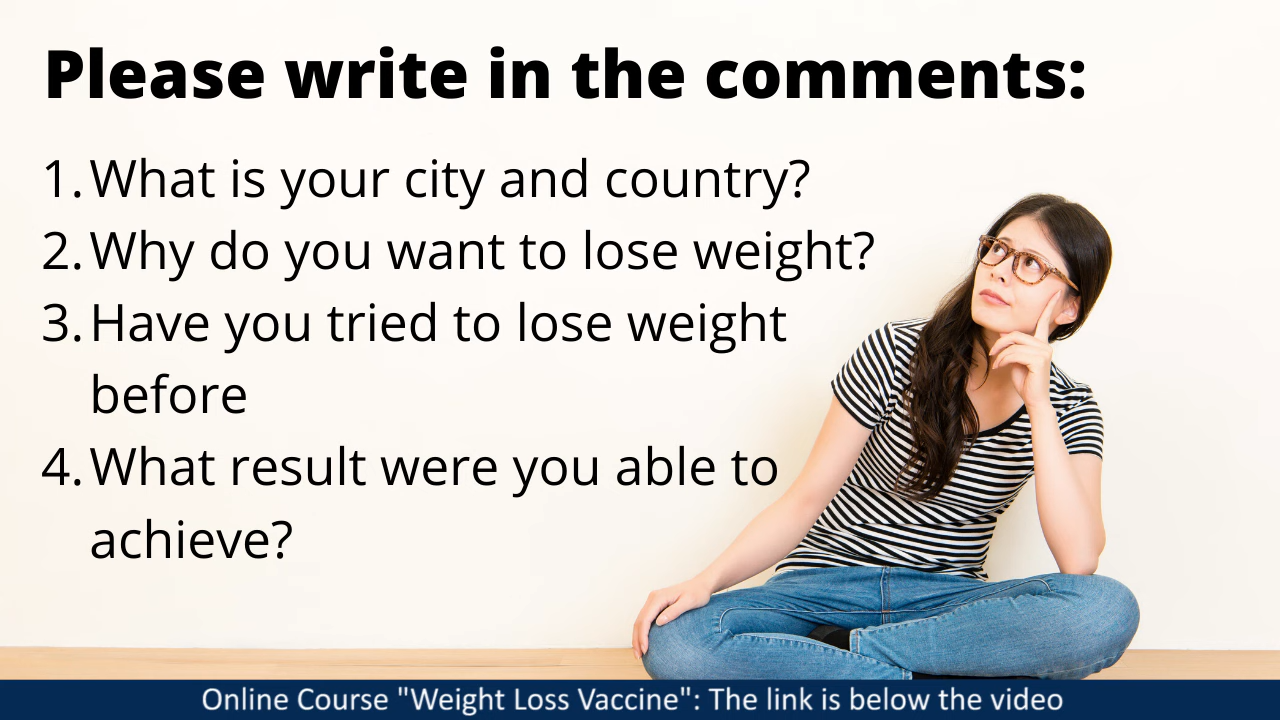 Please write in the comments:
1. What is your city and country?
2. Why do you want to lose weight?
3. Have you tried to lose weight
before
4. What result were you able to
achieve?
Online Course "Weight Loss Vaccine": The link is below the video